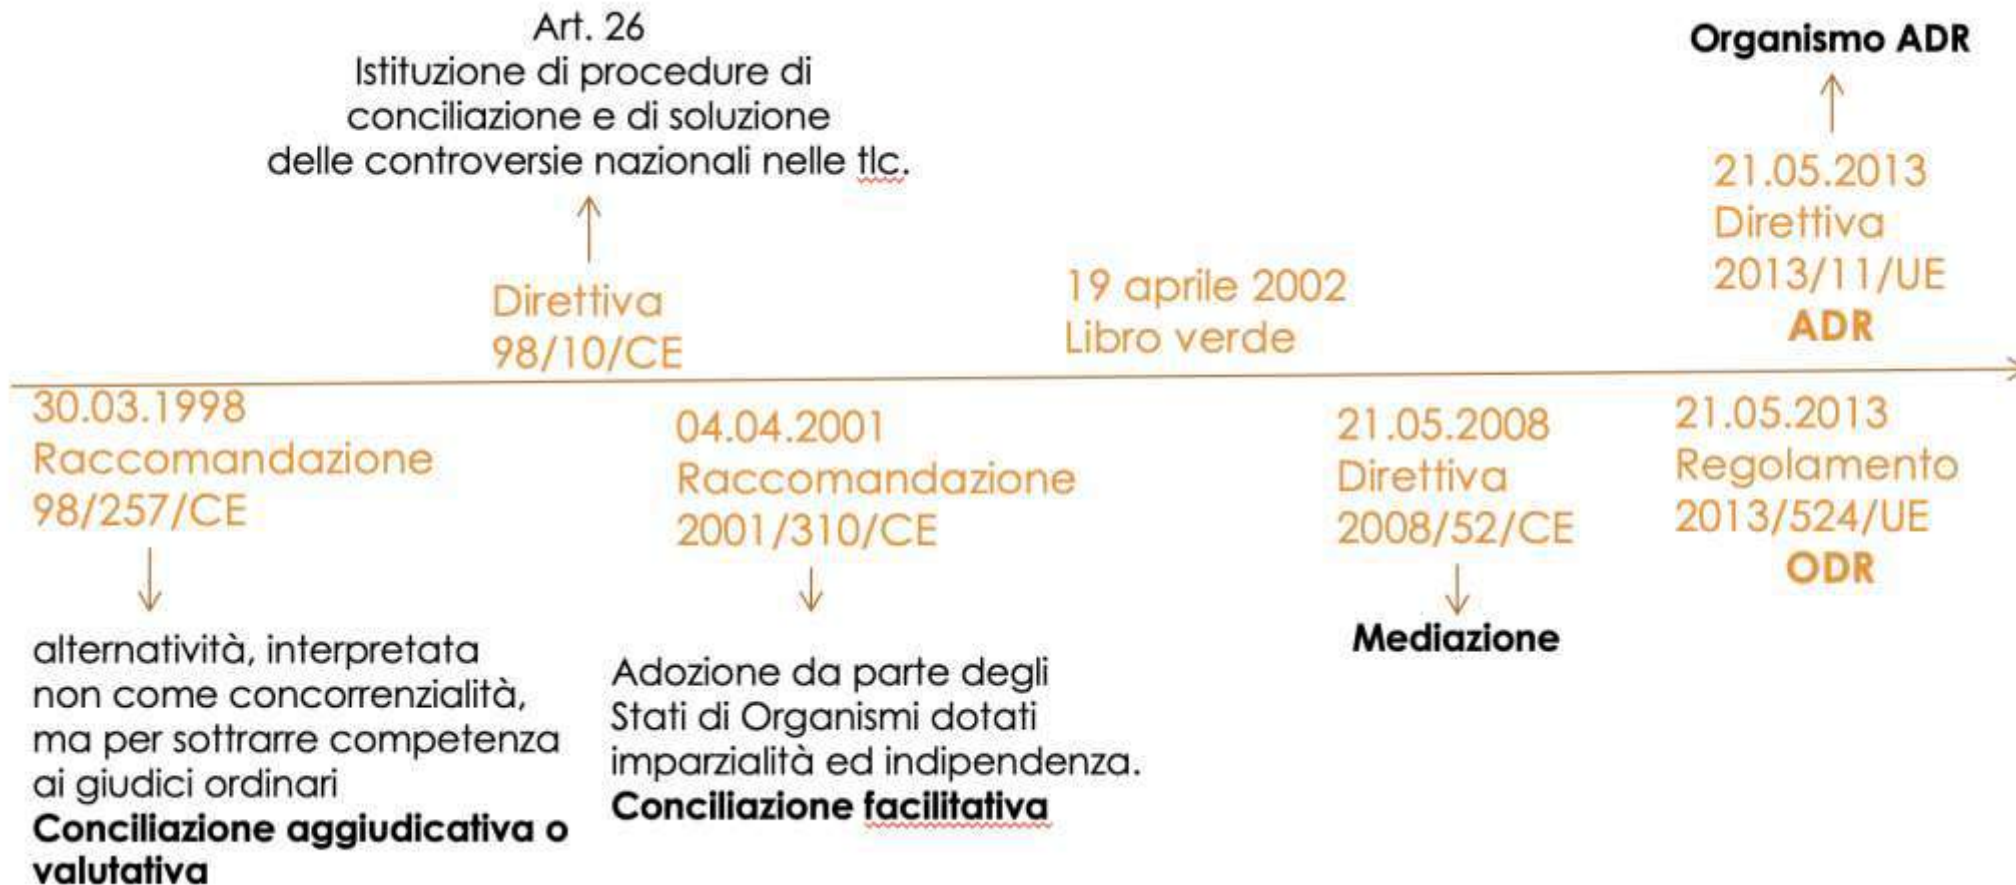 Art. 26
Istituzione di procedure di
conciliazione e di soluzione
delle controversie nazionali nelle tlc.
Direttiva
98/10/CE
19 aprile 2002
Libro verde
Organismo ADR
21.05.2013
Direttiva
2013/11/UE
ADR
30.03.1998
Raccomandazione
98/257/CE
alternatività, interpretata
non come concorrenzialità,
ma per sottrarre competenza
ai giudici ordinari
Conciliazione aggiudicativa o
valutativa
04.04.2001
Raccomandazione
2001/310/CE
Adozione da parte degli
Stati di Organismi dotati
imparzialità ed indipendenza.
Conciliazione facilitativa
21.05.2008
Direttiva
2008/52/CE
Mediazione
21.05.2013
Regolamento
2013/524/UE
ODR